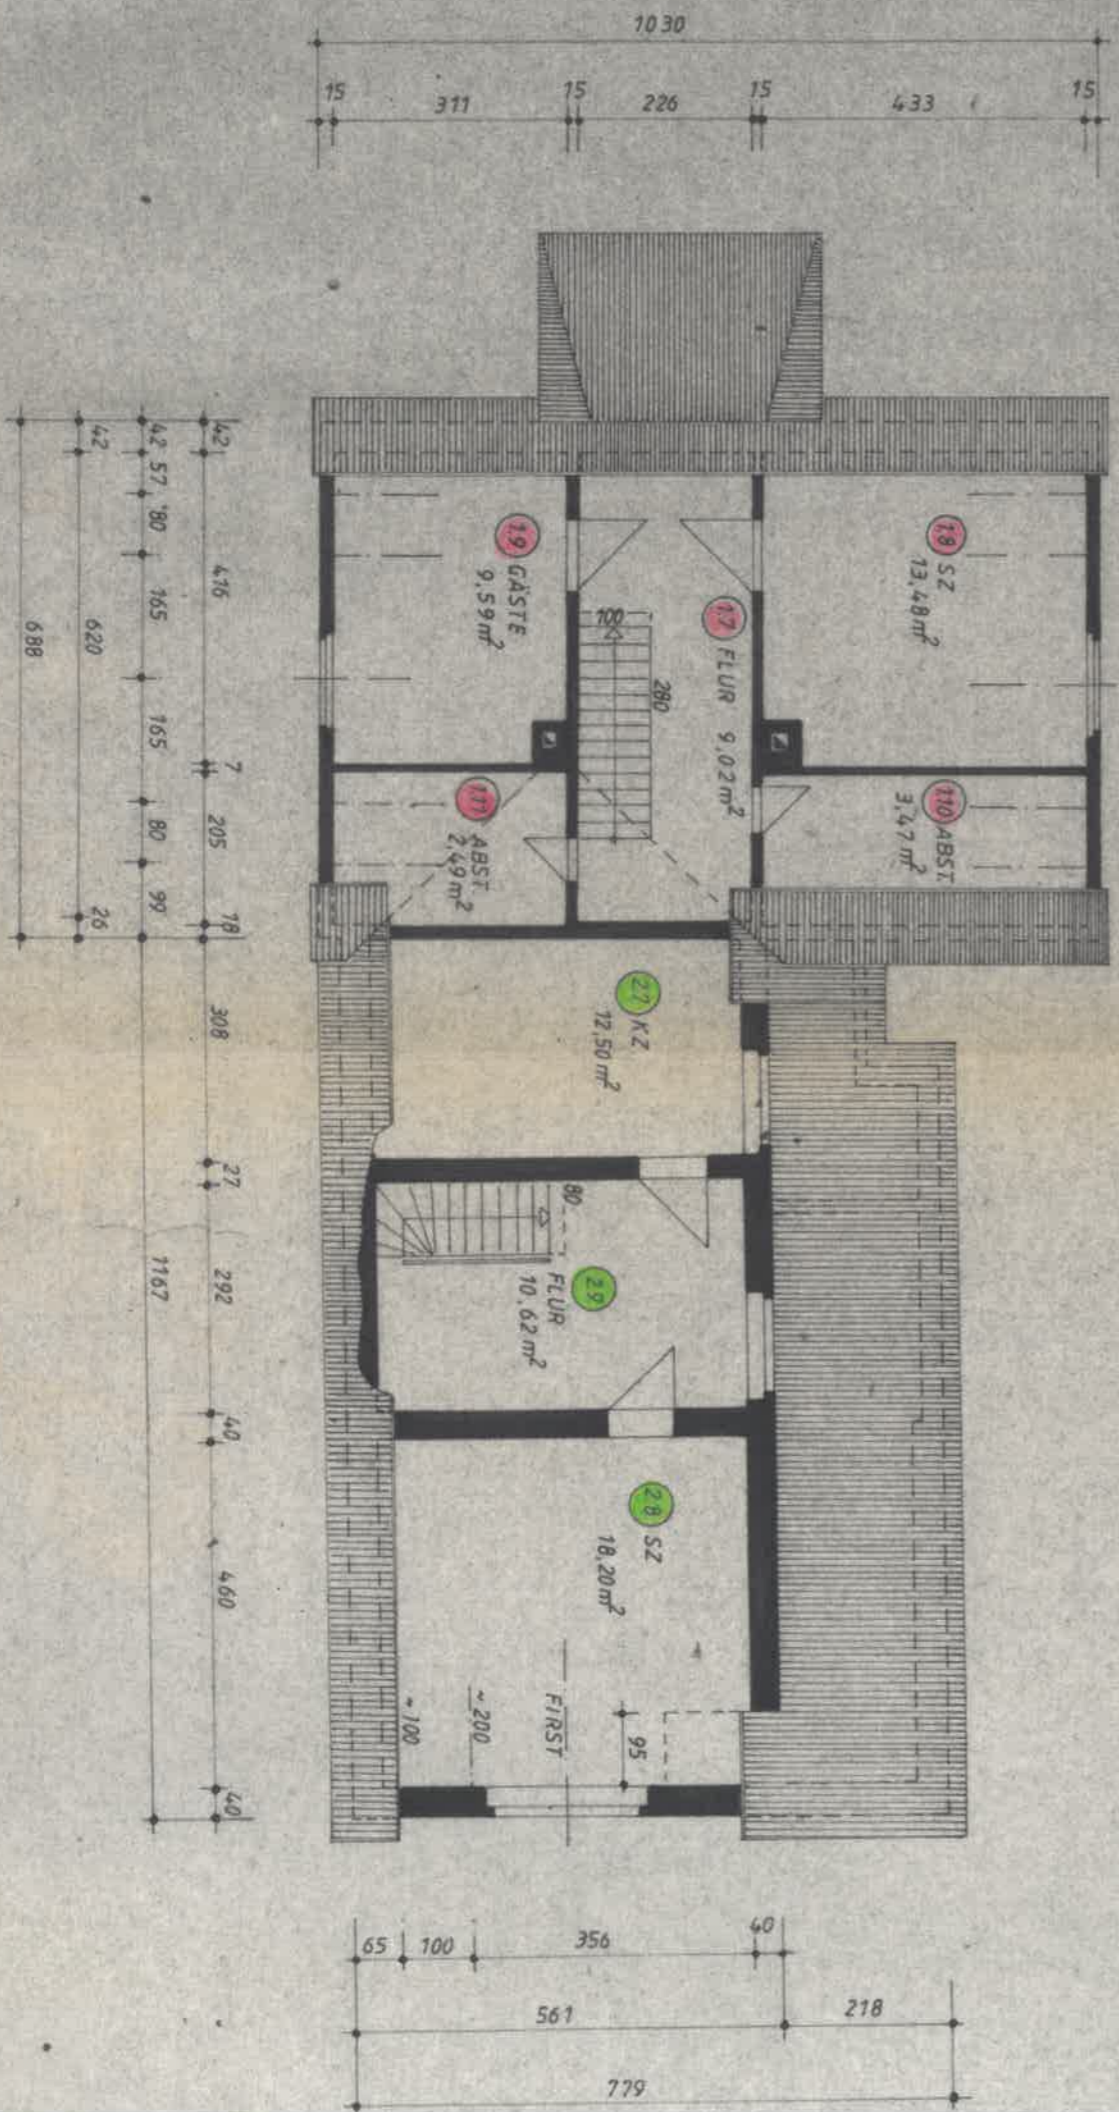 1030
15 311 15 226 15 433 15
1.9 GÄSTE
9,59 m²
1.8 SZ
13,48 m²
1.7 FLUR 9,02 m²
100
280
1.11 ABST.
2,49 m²
1.10 ABST.
3,47 m²
42 416 7 205 18 308 27 292 40 460 40
42 57 80 165 165 80 99 1167
42 620 26
688
2.7 KZ
12,50 m²
80
2.9
FLUR
10,62 m²
2.8 SZ
18,20 m²
~100
~200
FIRST
95
65 100 356 40
561 218
779